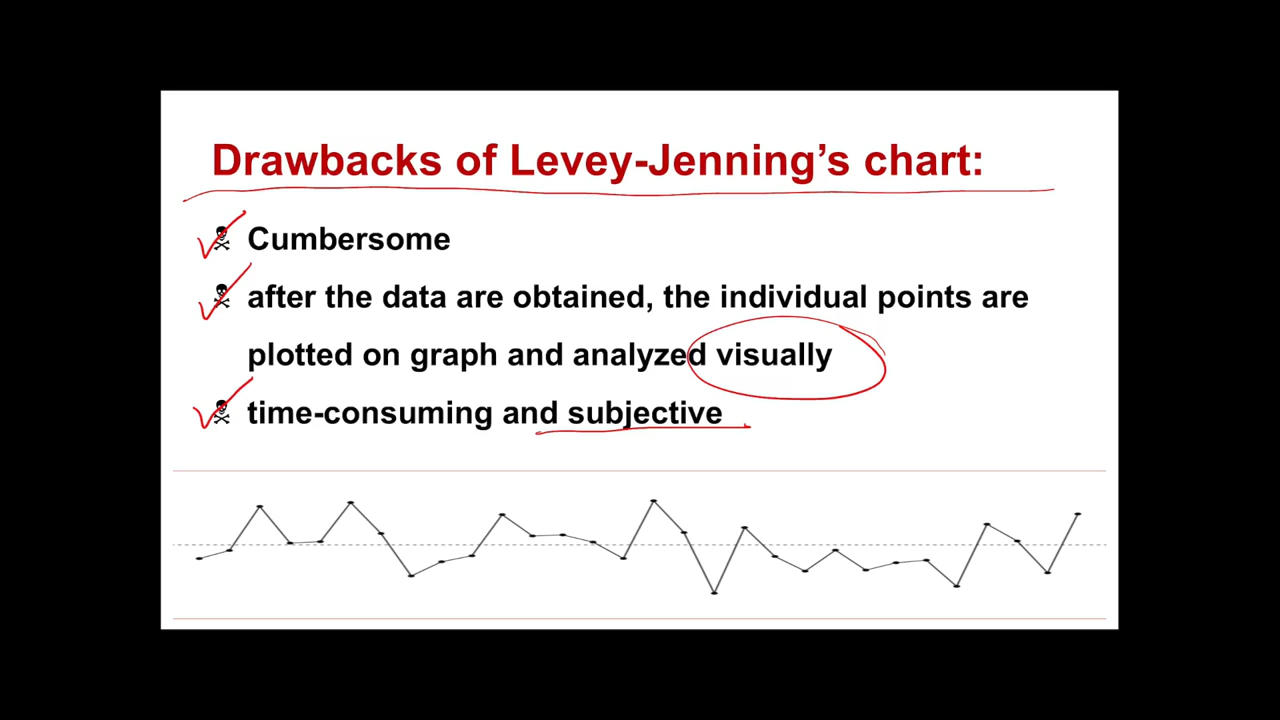 Drawbacks of Levey-Jenning’s chart:
Cumbersome
after the data are obtained, the individual points are
plotted on graph and analyzed visually
time-consuming and subjective